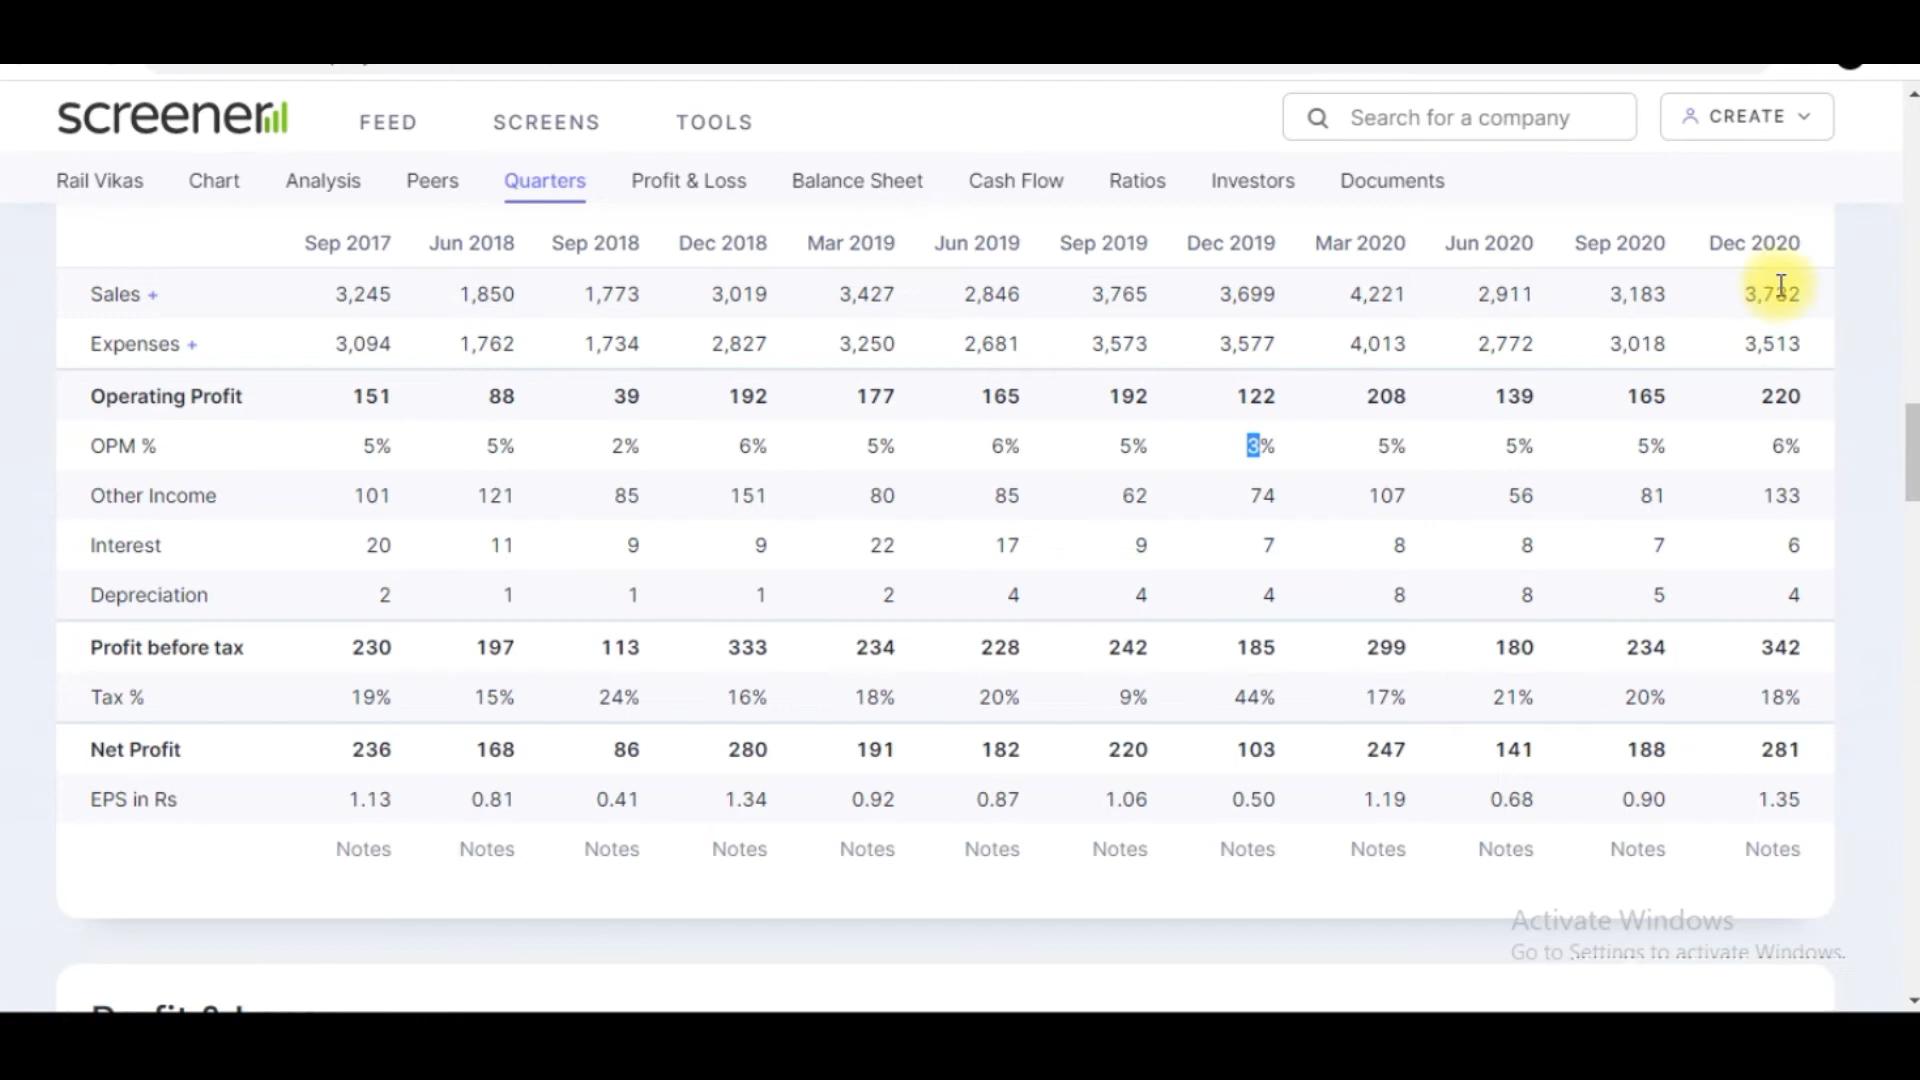 screener FEED SCREENS TOOLS Search for a company CREATE
Rail Vikas Chart Analysis Peers Quarters Profit & Loss Balance Sheet Cash Flow Ratios Investors Documents
Sep 2017 Jun 2018 Sep 2018 Dec 2018 Mar 2019 Jun 2019 Sep 2019 Dec 2019 Mar 2020 Jun 2020 Sep 2020 Dec 2020
Sales + 3,245 1,850 1,773 3,019 3,427 2,846 3,765 3,699 4,221 2,911 3,183 3,732
Expenses + 3,094 1,762 1,734 2,827 3,250 2,681 3,573 3,577 4,013 2,772 3,018 3,513
Operating Profit 151 88 39 192 177 165 192 122 208 139 165 220
OPM % 5% 5% 2% 6% 5% 6% 5% 3% 5% 5% 5% 6%
Other Income 101 121 85 151 80 85 62 74 107 56 81 133
Interest 20 11 9 9 22 17 9 7 8 8 7 6
Depreciation 2 1 1 1 2 4 4 4 8 8 5 4
Profit before tax 230 197 113 333 234 228 242 185 299 180 234 342
Tax % 19% 15% 24% 16% 18% 20% 9% 44% 17% 21% 20% 18%
Net Profit 236 168 86 280 191 182 220 103 247 141 188 281
EPS in Rs 1.13 0.81 0.41 1.34 0.92 0.87 1.06 0.50 1.19 0.68 0.90 1.35
Notes Notes Notes Notes Notes Notes Notes Notes Notes Notes Notes Notes
Activate Windows
Go to Settings to activate Windows.